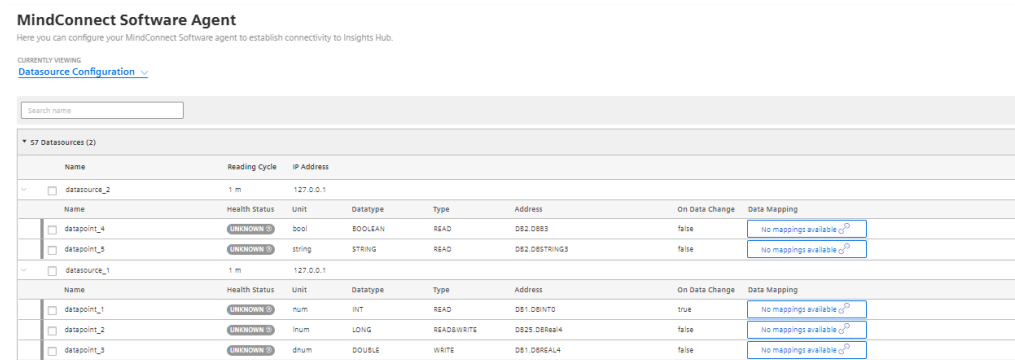 MindConnect Software Agent
Here you can configure your MindConnect Software agent to establish connectivity to Insights Hub.
CURRENTLY VIEWING
Datasource Configuration
Search name
S7 Datasources (2)
Name Reading Cycle IP Address
datasource_2 1 m 127.0.0.1
Name Health Status Unit Datatype Type Address On Data Change Data Mapping
datapoint_4 UNKNOWN bool BOOLEAN READ DB2.DBB3 false No mappings available
datapoint_5 UNKNOWN string STRING READ DB2.DBSTRING3 false No mappings available
datasource_1 1 m 127.0.0.1
Name Health Status Unit Datatype Type Address On Data Change Data Mapping
datapoint_1 UNKNOWN num INT READ DB1.DBINT0 true No mappings available
datapoint_2 UNKNOWN lnum LONG READ&WRITE DB25.DBReal4 false No mappings available
datapoint_3 UNKNOWN dnum DOUBLE WRITE DB1.DBREAL4 false No mappings available